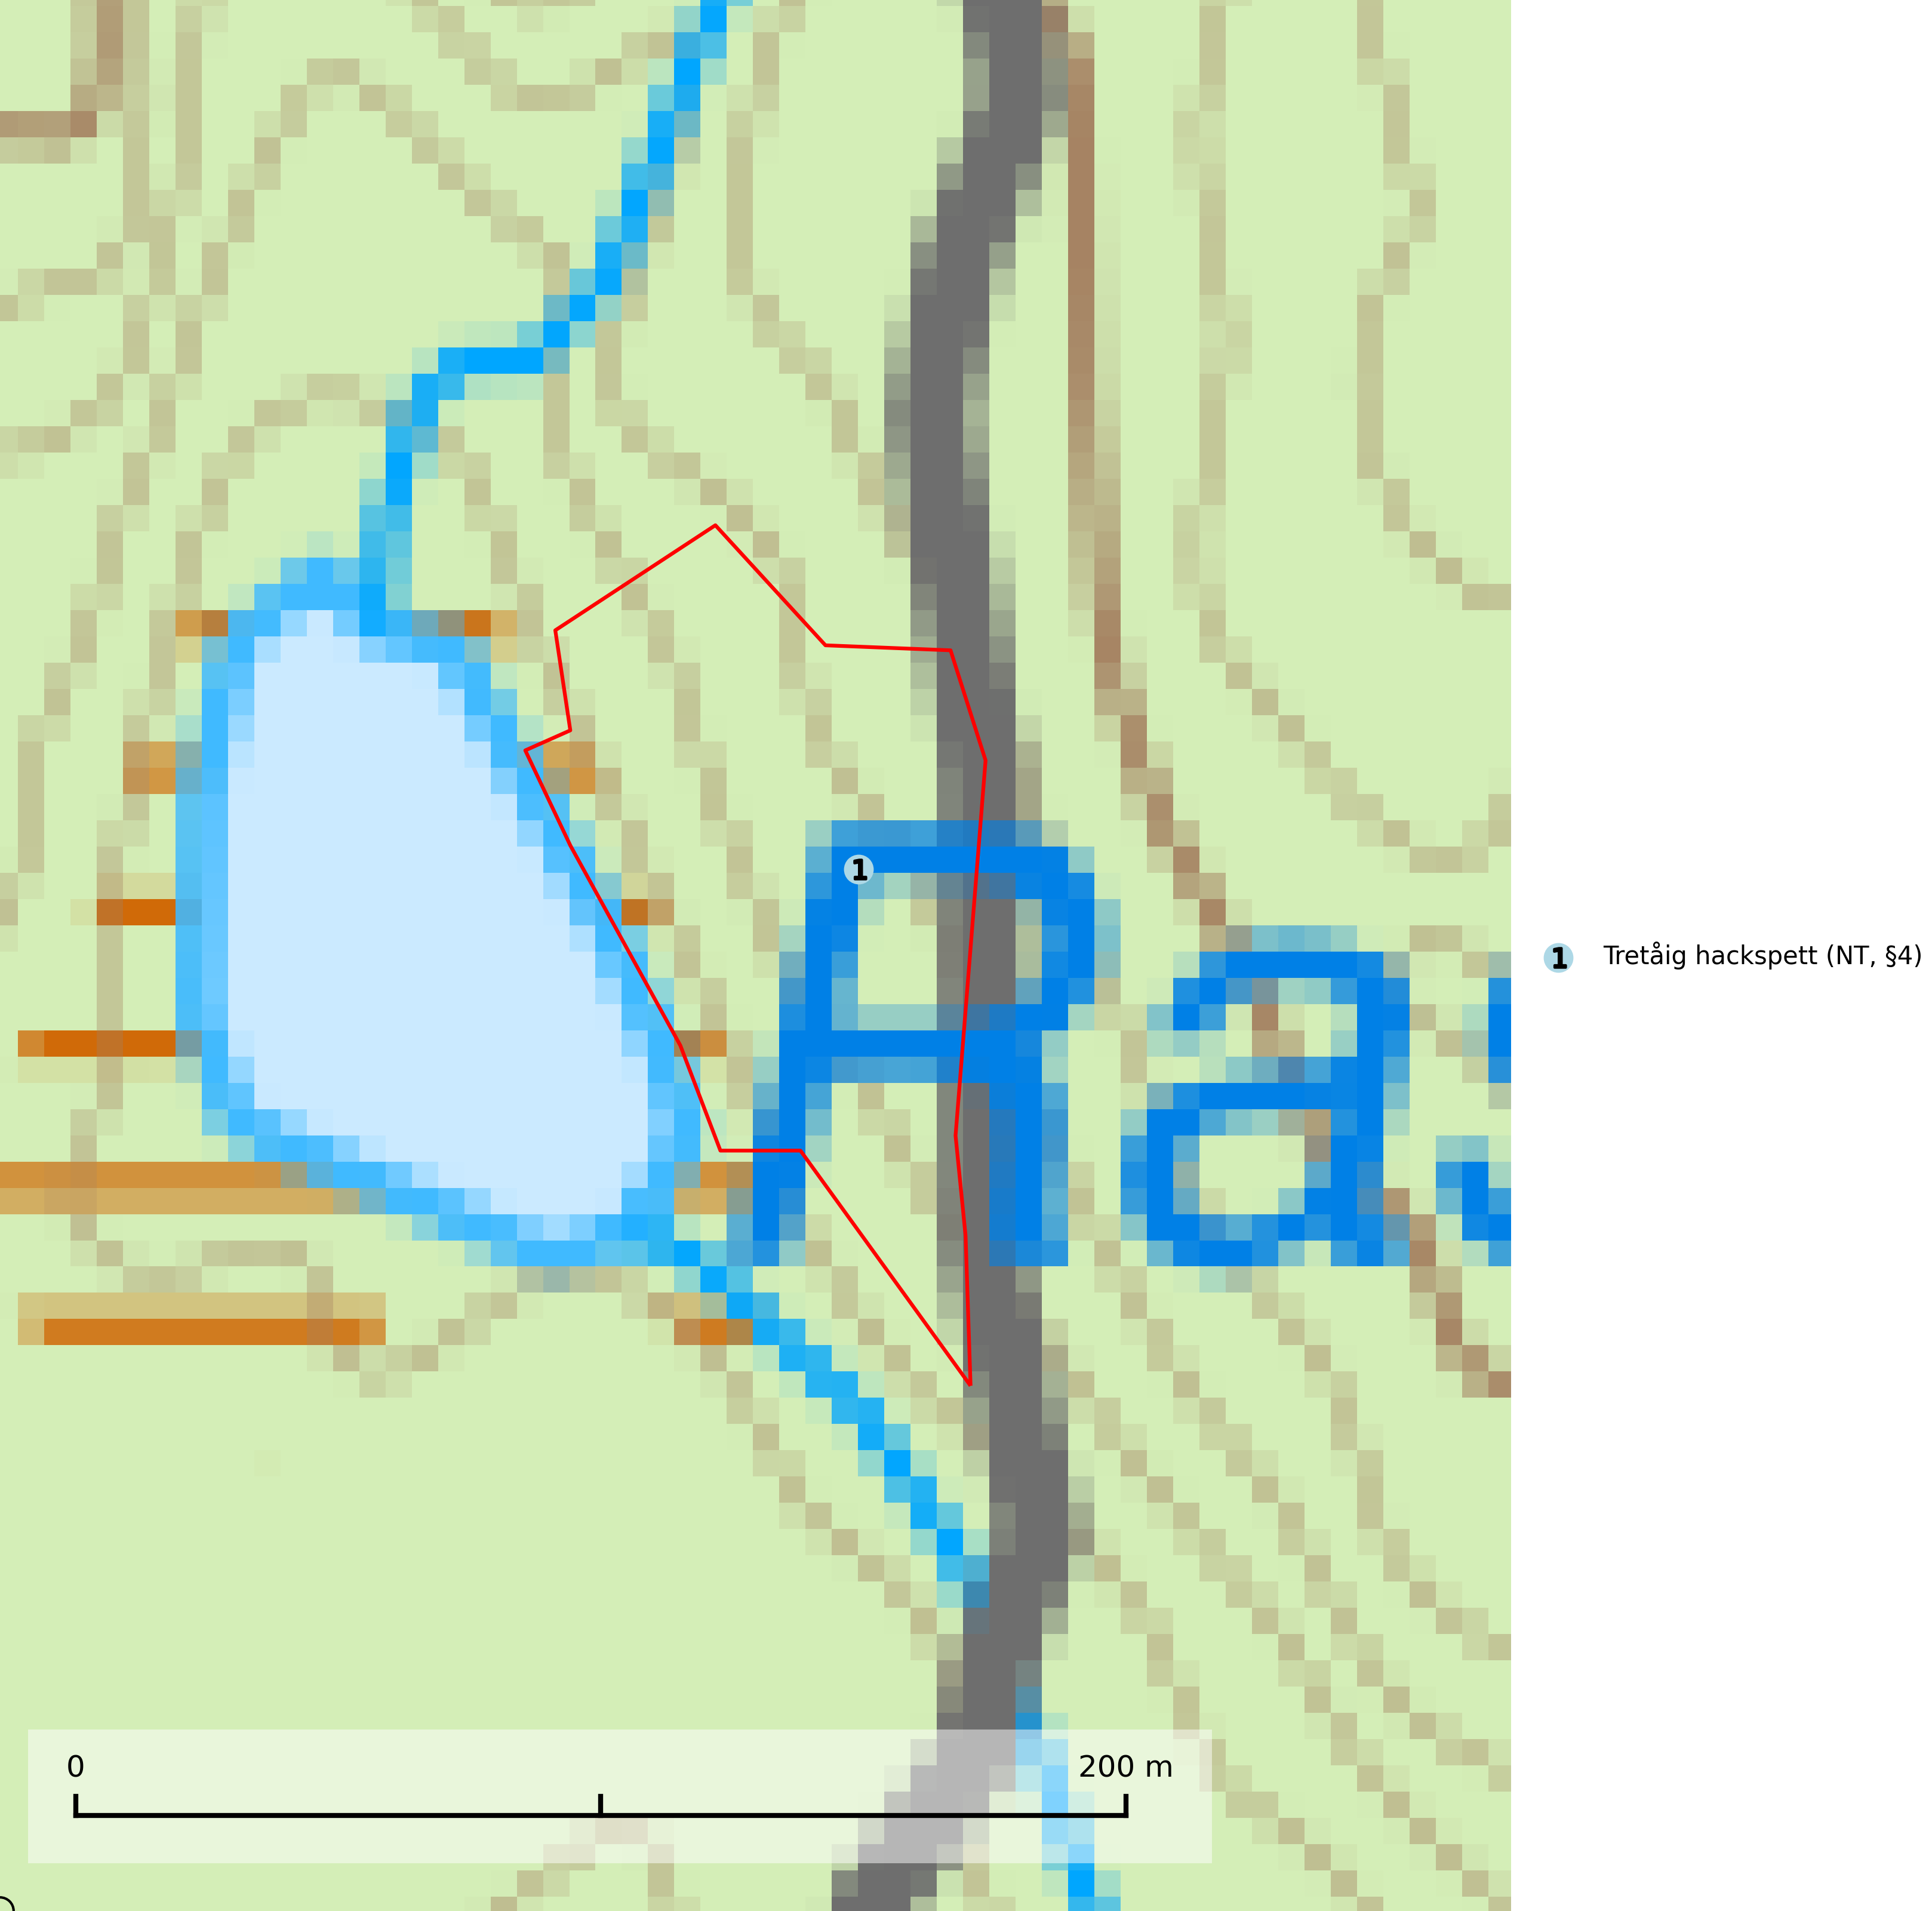 1
Ra
1 Tretåig hackspett (NT, §4)
0 200 m